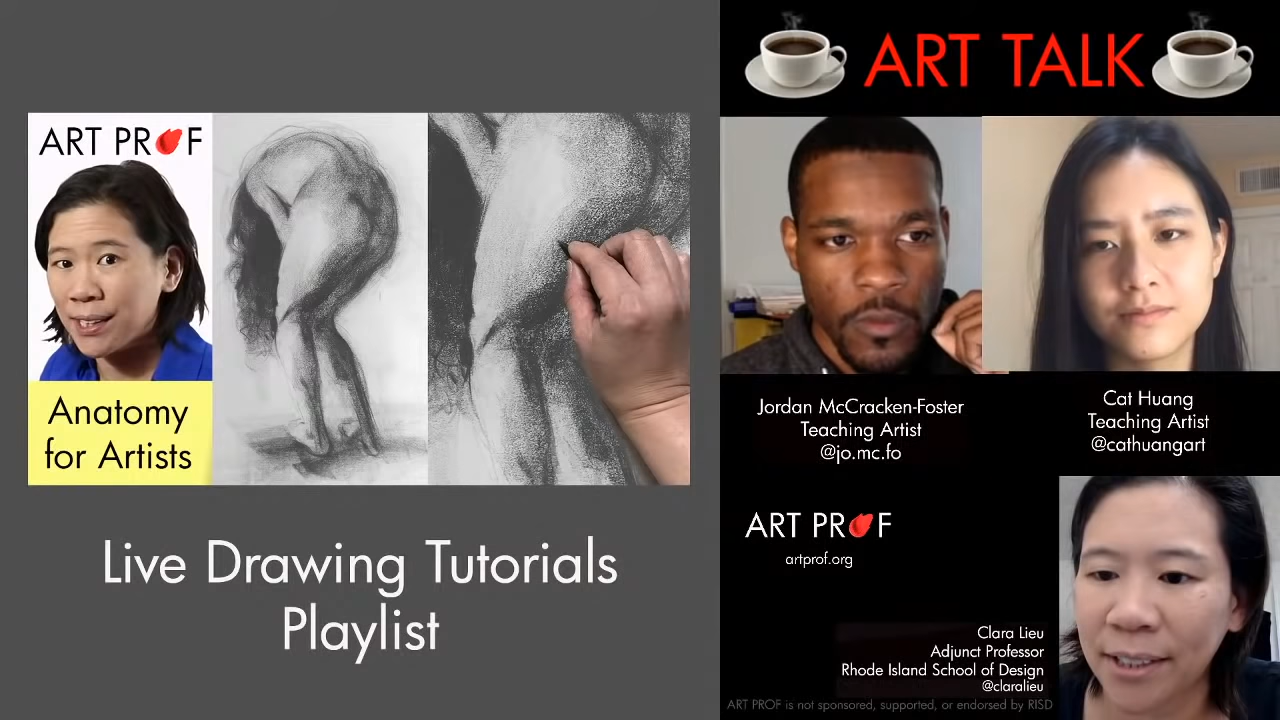 ART PROF
Anatomy
for Artists
Live Drawing Tutorials
Playlist
ART TALK
Jordan McCracken-Foster
Teaching Artist
@jo.mc.fo
Cat Huang
Teaching Artist
@cathuangart
ART PROF
artprof.org
Clara Lieu
Adjunct Professor
Rhode Island School of Design
@claralieu
ART PROF is not sponsored, supported, or endorsed by RISD